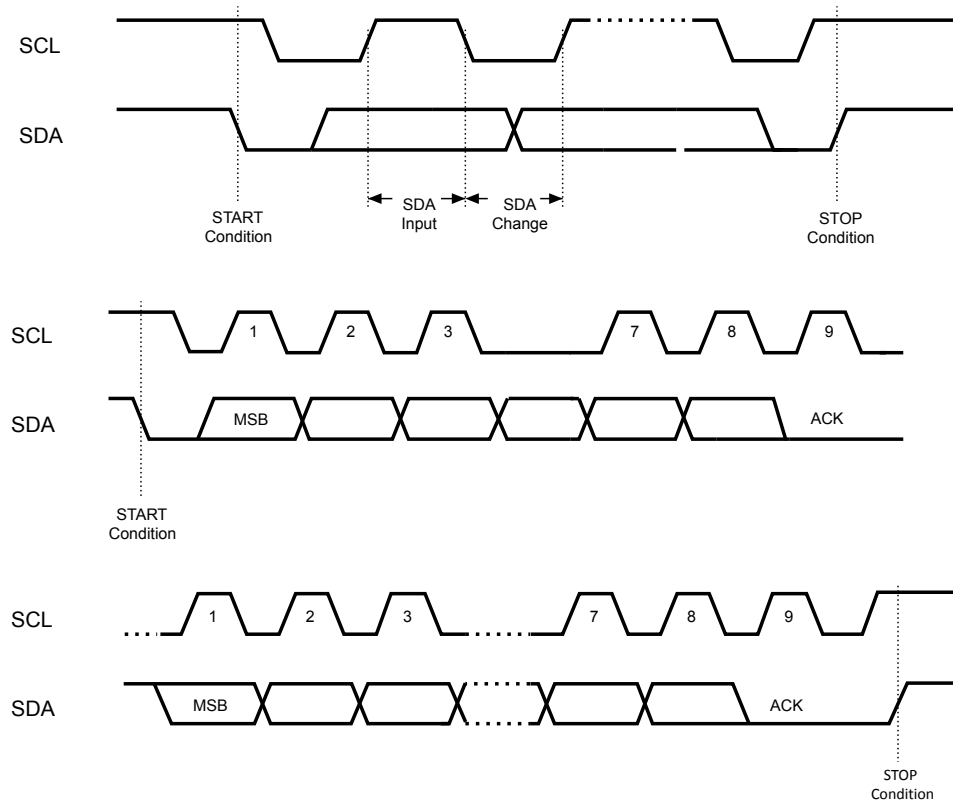 SCL
SDA
SDA
Input
SDA
Change
START
Condition
STOP
Condition
SCL
1
2
3
7
8
9
SDA
MSB
ACK
START
Condition
SCL
1
2
3
7
8
9
SDA
MSB
ACK
STOP
Condition